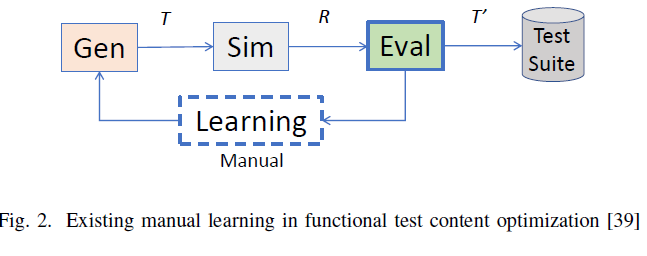 T
R
T'
Gen
Sim
Eval
Test
Suite
Learning
Manual
Fig. 2. Existing manual learning in functional test content optimization [39]